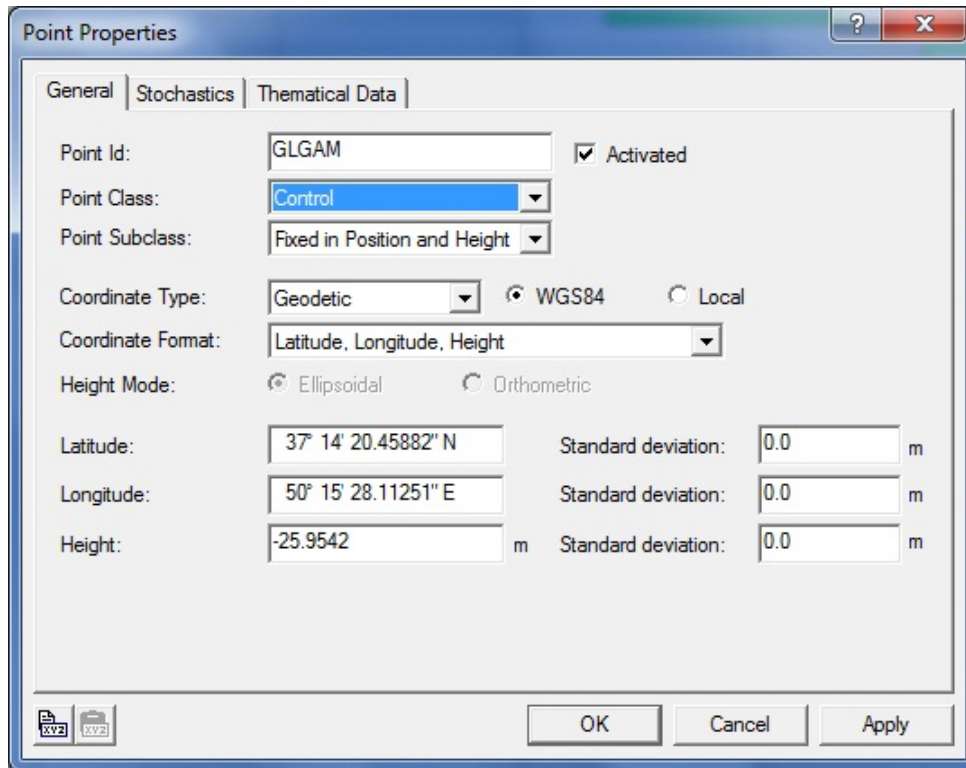 Point Properties
General Stochastics Thematical Data
Point Id: GLGAM Activated
Point Class: Control
Point Subclass: Fixed in Position and Height
Coordinate Type: Geodetic WGS84 Local
Coordinate Format: Latitude, Longitude, Height
Height Mode: Ellipsoidal Orthometric
Latitude: 37° 14' 20.45882" N Standard deviation: 0.0 m
Longitude: 50° 15' 28.11251" E Standard deviation: 0.0 m
Height: -25.9542 m Standard deviation: 0.0 m
XYZ XYZ OK Cancel Apply